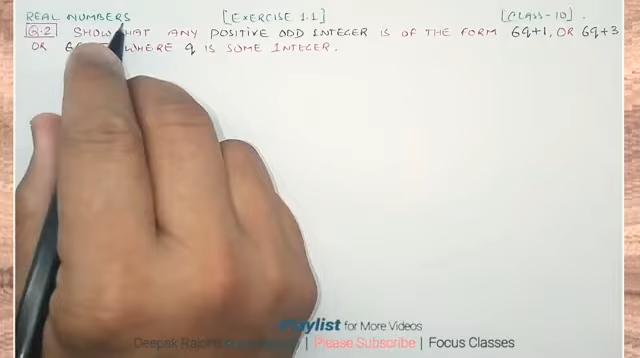 REAL NUMBERS [EXERCISE 1.1] [CLASS-10].
Q.2 SHOW THAT ANY POSITIVE ODD INTEGER IS OF THE FORM 6q+1, OR 6q+3
OR WHERE q IS SOME INTEGER.
Playlist for More Videos
Deepak | Please Subscribe | Focus Classes